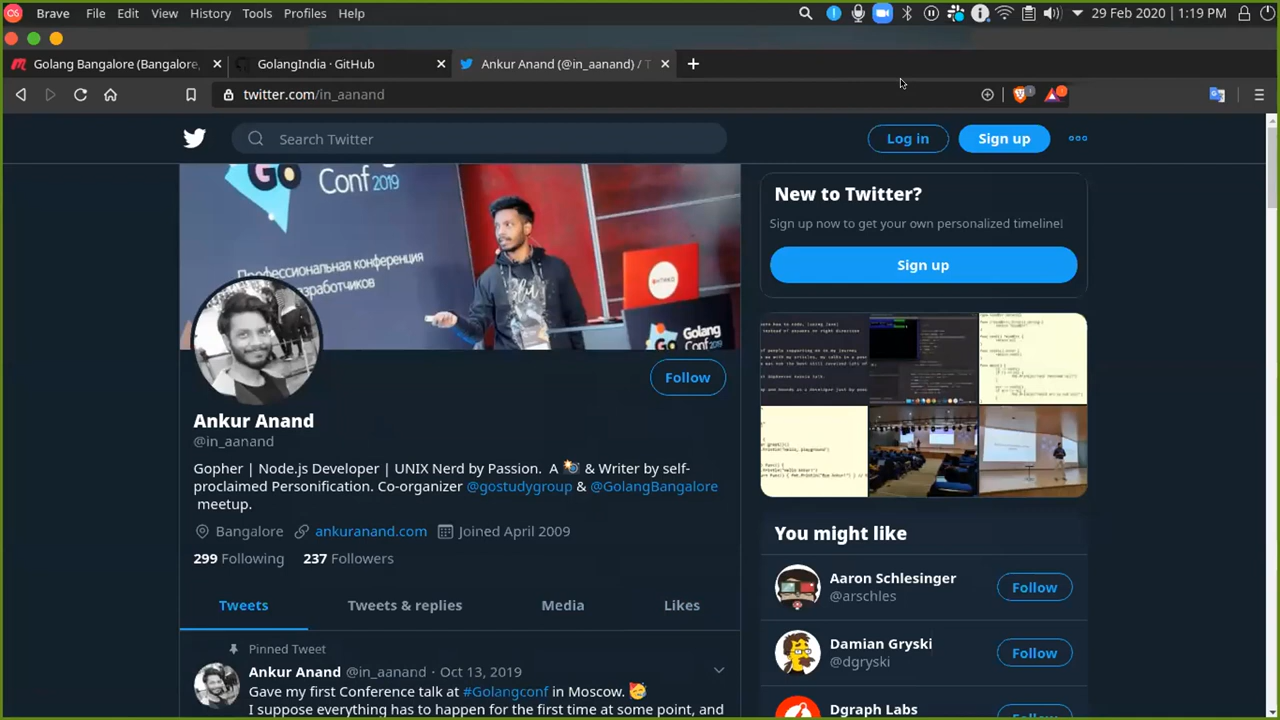 Brave File Edit View History Tools Profiles Help 29 Feb 2020 | 1:19 PM
Golang Bangalore (Bangalore, GolangIndia · GitHub Ankur Anand (@in_aanand) / T
twitter.com/in_aanand
Search Twitter Log in Sign up
GO
Conf 2019
Профессиональная конференция
Golang
Conf 2019
Follow
Ankur Anand
@in_aanand
Gopher | Node.js Developer | UNIX Nerd by Passion. A 📸 & Writer by self-
proclaimed Personification. Co-organizer @gostudygroup & @GolangBangalore
meetup.
Bangalore ankuranand.com Joined April 2009
299 Following 237 Followers
Tweets Tweets & replies Media Likes
Pinned Tweet
Ankur Anand @in_aanand · Oct 13, 2019
Gave my first Conference talk at #Golangconf in Moscow. 🥳
I suppose everything has to happen for the first time at some point, and
New to Twitter?
Sign up now to get your own personalized timeline!
Sign up
You might like
Aaron Schlesinger
@arschles
Follow
Damian Gryski
@dgryski
Follow
Dgraph Labs
Follow